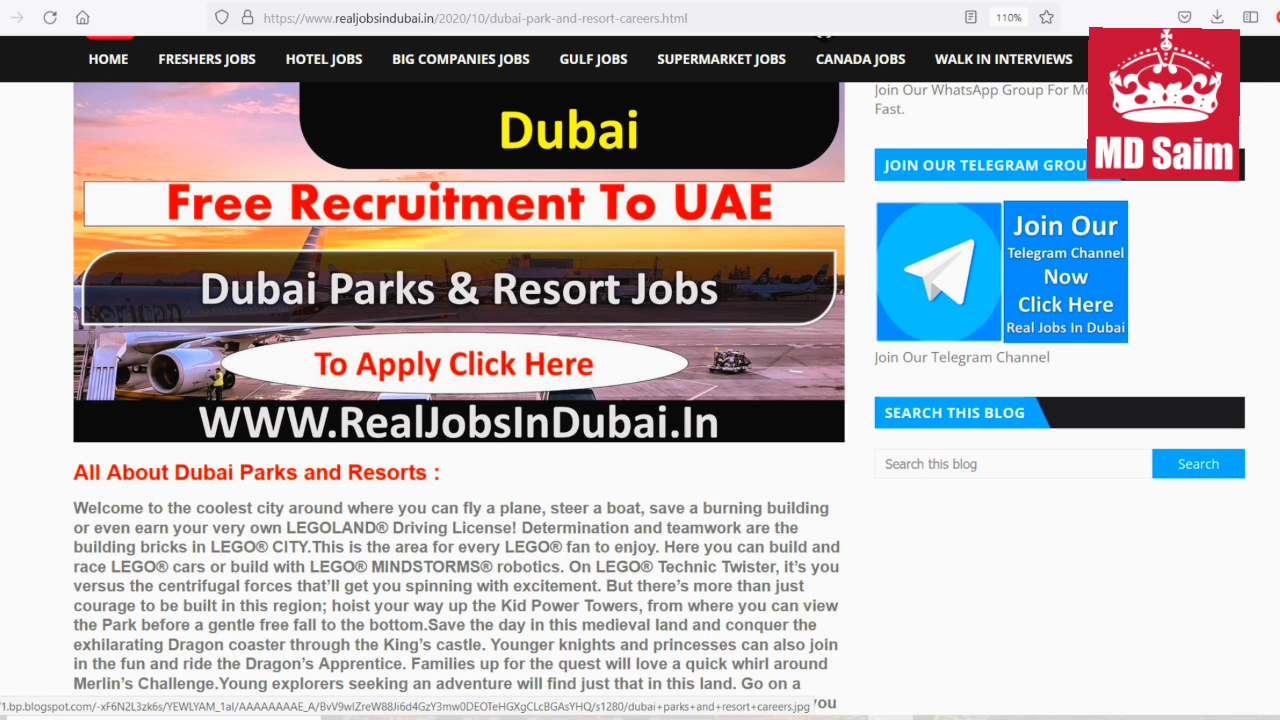 https://www.realjobsindubai.in/2020/10/dubai-park-and-resort-careers.html
110%
HOME FRESHERS JOBS HOTEL JOBS BIG COMPANIES JOBS GULF JOBS SUPERMARKET JOBS CANADA JOBS WALK IN INTERVIEWS
MD Saim
Dubai
Free Recruitment To UAE
Dubai Parks & Resort Jobs
To Apply Click Here
WWW.RealJobsInDubai.In
All About Dubai Parks and Resorts :
Welcome to the coolest city around where you can fly a plane, steer a boat, save a burning building
or even earn your very own LEGOLAND® Driving License! Determination and teamwork are the
building bricks in LEGO® CITY.This is the area for every LEGO® fan to enjoy. Here you can build and
race LEGO® cars or build with LEGO® MINDSTORMS® robotics. On LEGO® Technic Twister, it’s you
versus the centrifugal forces that’ll get you spinning with excitement. But there’s more than just
courage to be built in this region; hoist your way up the Kid Power Towers, from where you can view
the Park before a gentle free fall to the bottom.Save the day in this medieval land and conquer the
exhilarating Dragon coaster through the King’s castle. Younger knights and princesses can also join
in the fun and ride the Dragon’s Apprentice. Families up for the quest will love a quick whirl around
Merlin’s Challenge.Young explorers seeking an adventure will find just that in this land. Go on a
you
1.bp.blogspot.com/-xF6N2L3zk6s/YEWLYAM_1aI/AAAAAAAAE_A/BvV9wIZreW88Ji6d4GzY3mw0DEOTeHGXgCLcBGAsYHQ/s1280/dubai+parks+and+resort+careers.jpg
Join Our WhatsApp Group For
Fast.
JOIN OUR TELEGRAM GROU
Join Our
Telegram Channel
Now
Click Here
Real Jobs In Dubai
Join Our Telegram Channel
SEARCH THIS BLOG
Search this blog
Search